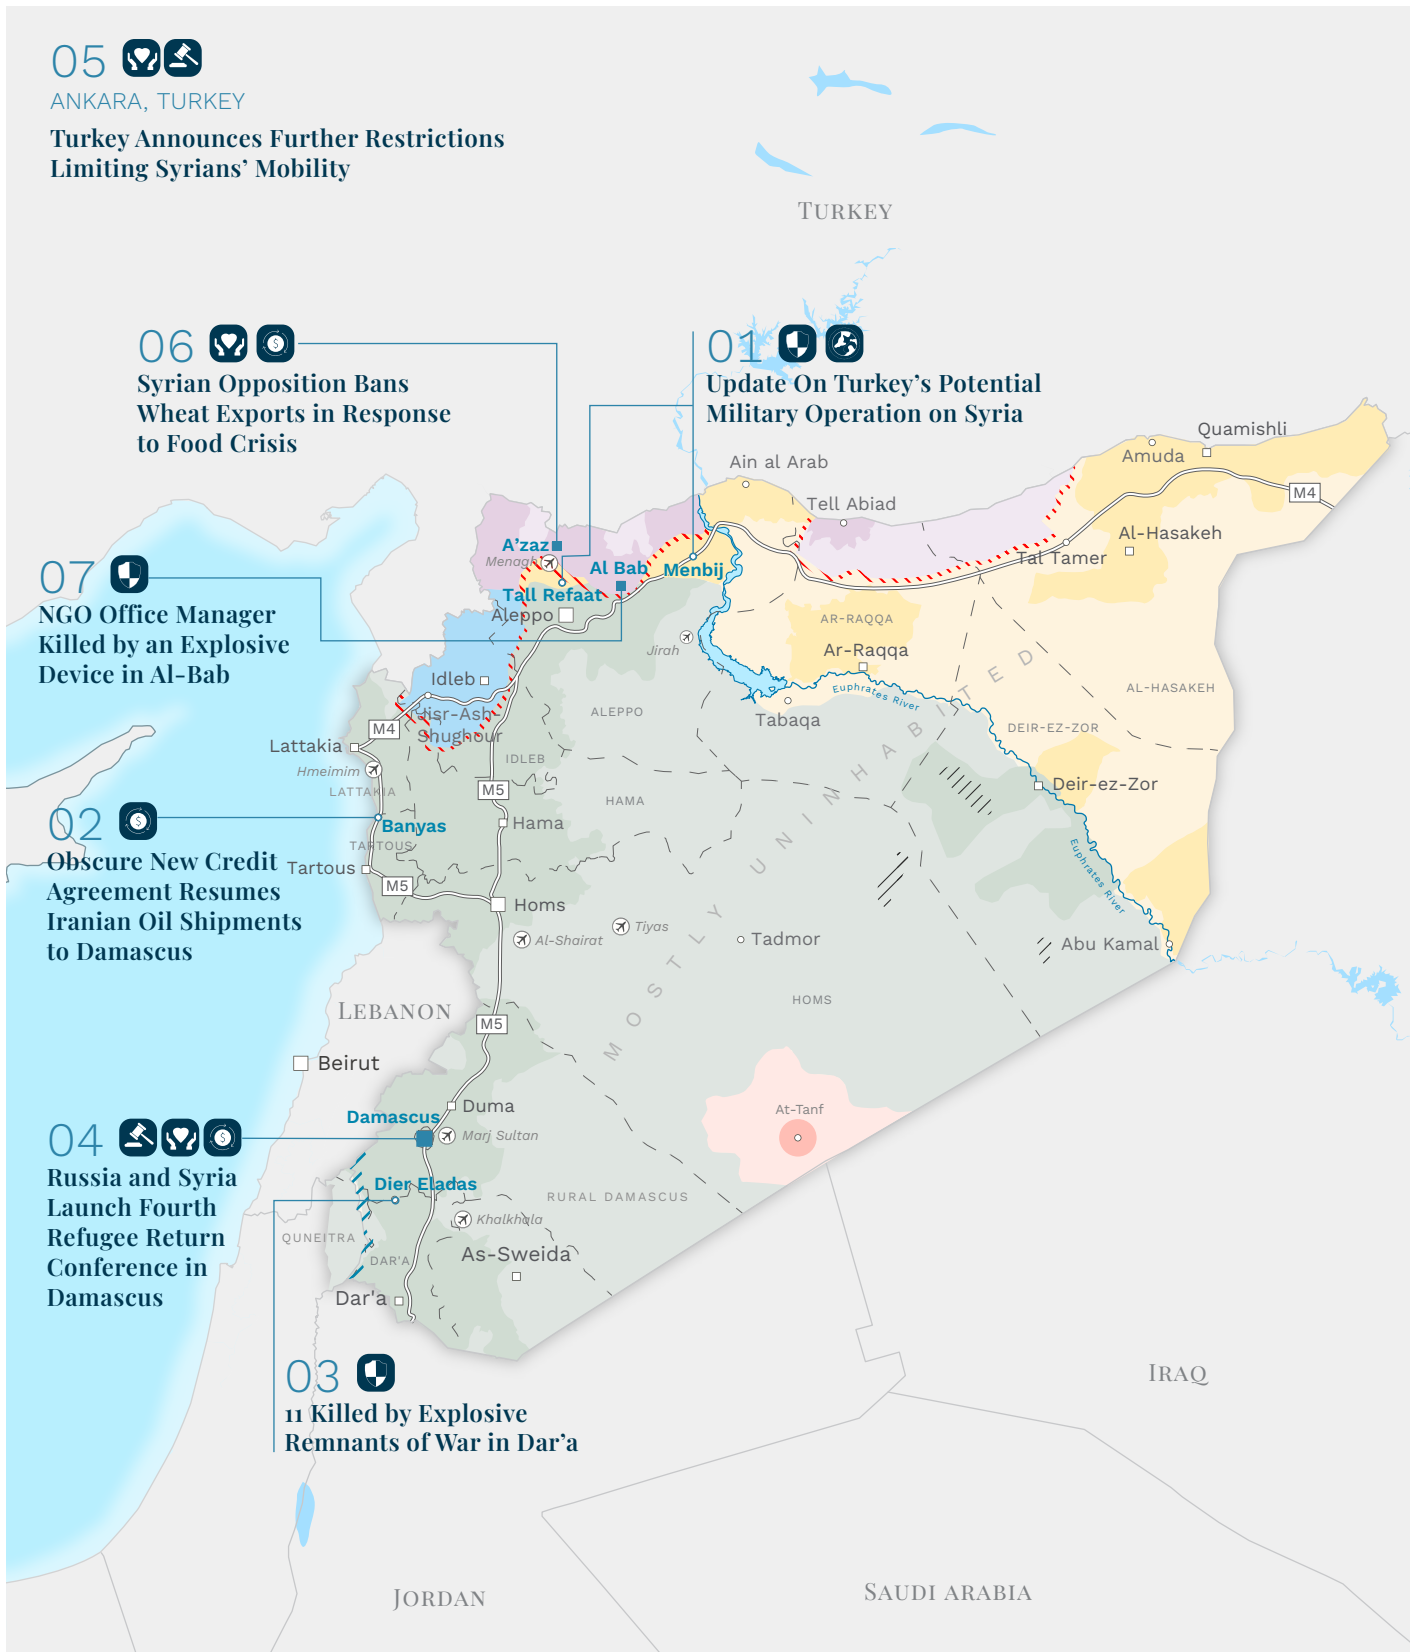 05
ANKARA, TURKEY
Turkey Announces Further Restrictions
Limiting Syrians’ Mobility
TURKEY
06
Syrian Opposition Bans
Wheat Exports in Response
to Food Crisis
01
Update On Turkey’s Potential
Military Operation on Syria
Quamishli
Amuda
Ain al Arab
M4
Tell Abiad
Al-Hasakeh
A’zaz
Menagh
Tal Tamer
07
NGO Office Manager
Killed by an Explosive
Device in Al-Bab
Al Bab
Menbij
Tall Refaat
Aleppo
AR-RAQQA
Jirah
Ar-Raqqa
Idleb
AL-HASAKEH
Euphrates River
ALEPPO
Tabaqa
Jisr-Ash-
Shughour
M4
DEIR-EZ-ZOR
Lattakia
IDLEB
Hmeimim
LATTAKIA
M5
HAMA
Deir-ez-Zor
02
Obscure New Credit
Agreement Resumes
Iranian Oil Shipments
to Damascus
Banyas
Hama
TARTOUS
Tartous
M5
Euphrates River
Homs
Tiyas
Al-Shairat
Tadmor
Abu Kamal
MOSTLY UNINHABITED
HOMS
LEBANON
M5
Beirut
Duma
At-Tanf
Damascus
Marj Sultan
04
Russia and Syria
Launch Fourth
Refugee Return
Conference in
Damascus
Dier Eladas
RURAL DAMASCUS
Khalkhala
QUNEITRA
As-Sweida
DAR'A
Dar'a
03
11 Killed by Explosive
Remnants of War in Dar’a
IRAQ
JORDAN
SAUDI ARABIA